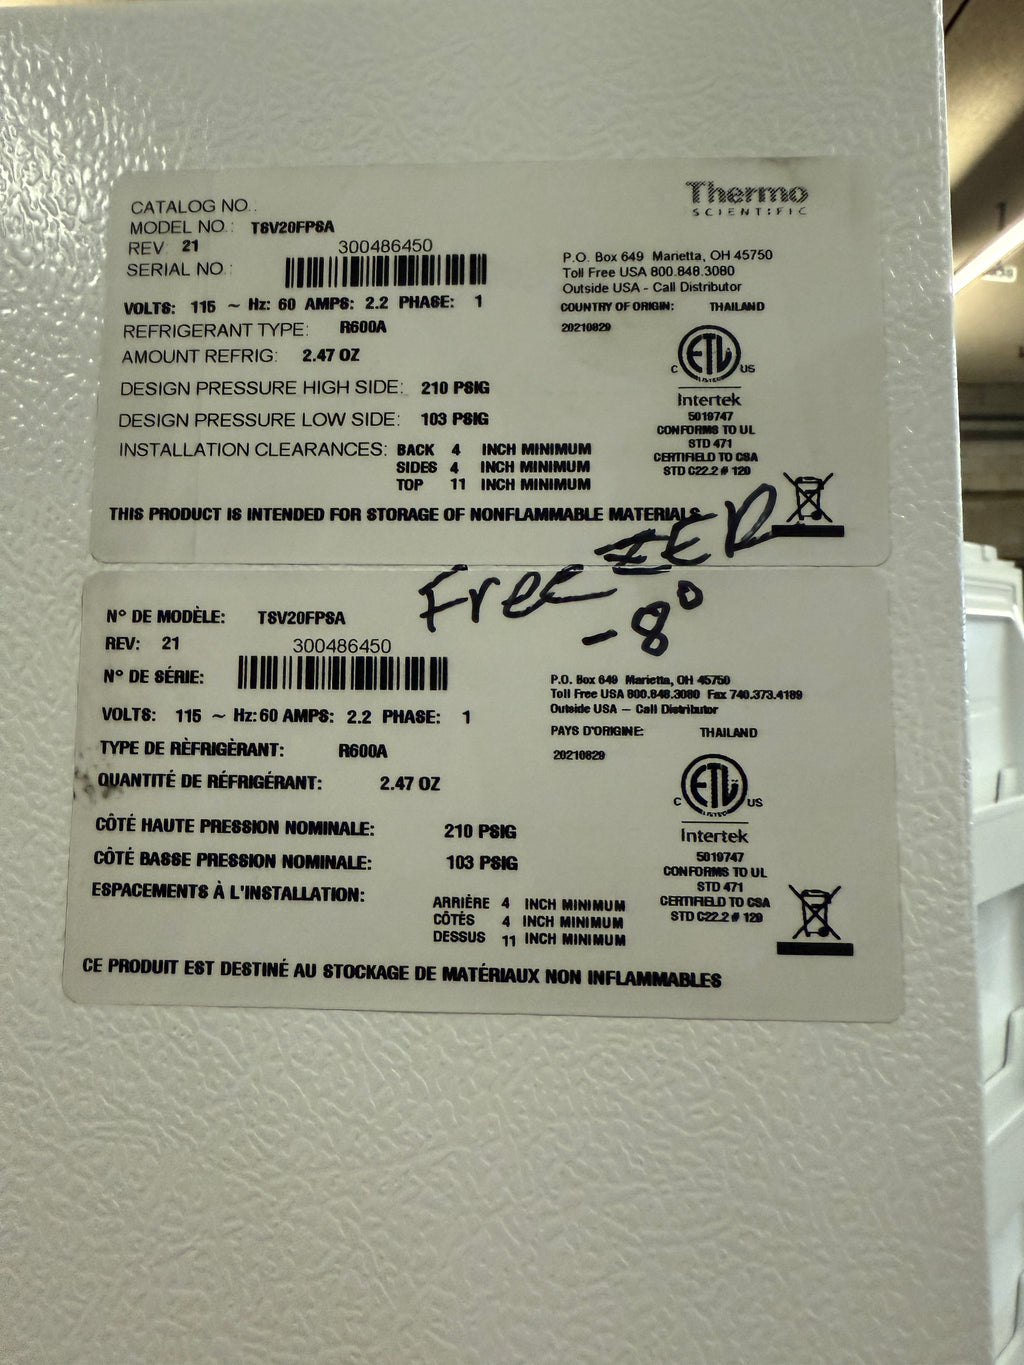 Thermo
SCIENTIFIC
CATALOG NO.:
MODEL NO.: TSV20FPSA
REV 21
300486450
SERIAL NO.:
VOLTS: 115 ~ Hz: 60 AMPS: 2.2 PHASE: 1
REFRIGERANT TYPE: R600A
AMOUNT REFRIG: 2.47 OZ
DESIGN PRESSURE HIGH SIDE: 210 PSIG
DESIGN PRESSURE LOW SIDE: 103 PSIG
INSTALLATION CLEARANCES: BACK 4 INCH MINIMUM
SIDES 4 INCH MINIMUM
TOP 11 INCH MINIMUM
THIS PRODUCT IS INTENDED FOR STORAGE OF NONFLAMMABLE MATERIALS
P.O. Box 649 Marietta, OH 45750
Toll Free USA 800.848.3080
Outside USA - Call Distributor
COUNTRY OF ORIGIN: THAILAND
20210829
C ETL US
LISTED
Intertek
5019747
CONFORMS TO UL
STD 471
CERTIFIELD TO CSA
STD C22.2 # 120
FreeZER
-8°
N° DE MODÈLE: TSV20FPSA
REV: 21
300486450
N° DE SÉRIE:
VOLTS: 115 ~ Hz: 60 AMPS: 2.2 PHASE: 1
TYPE DE RÈFRIGÈRANT: R600A
QUANTITÉ DE RÉFRIGÉRANT: 2.47 OZ
CÔTÉ HAUTE PRESSION NOMINALE: 210 PSIG
CÔTÉ BASSE PRESSION NOMINALE: 103 PSIG
ESPACEMENTS À L'INSTALLATION:
ARRIÈRE 4 INCH MINIMUM
CÔTÉS 4 INCH MINIMUM
DESSUS 11 INCH MINIMUM
CE PRODUIT EST DESTINÉ AU STOCKAGE DE MATÉRIAUX NON INFLAMMABLES
P.O. Box 649 Marietta, OH 45750
Toll Free USA 800.848.3080 Fax 740.373.4189
Outside USA – Call Distributor
PAYS D'ORIGINE: THAILAND
20210829
C ETL US
LISTED
Intertek
5019747
CONFORMS TO UL
STD 471
CERTIFIELD TO CSA
STD C22.2 # 120